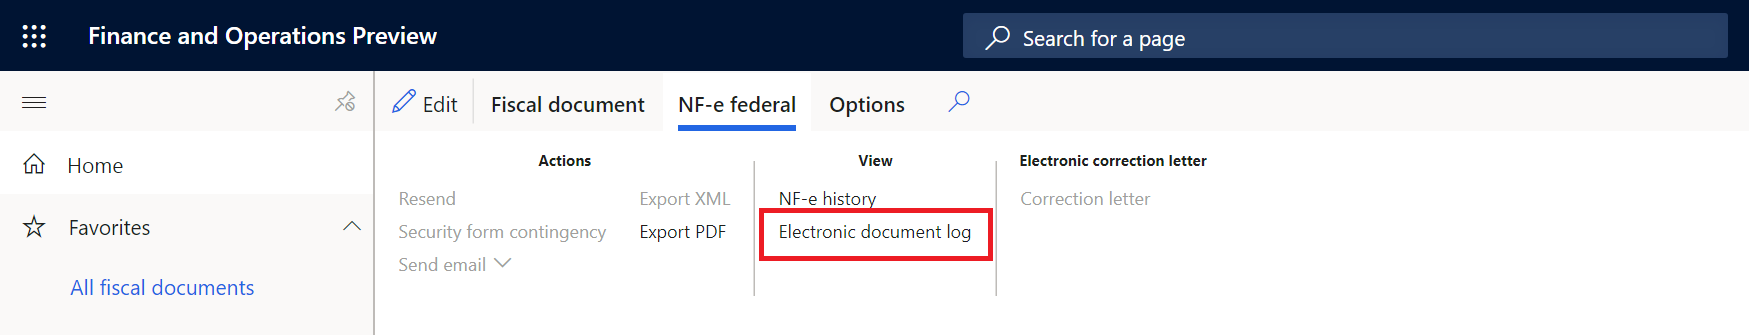 Finance and Operations Preview
Search for a page
Edit
Fiscal document
NF-e federal
Options
Home
Favorites
All fiscal documents
Actions
Resend
Export XML
Security form contingency
Export PDF
Send email
View
NF-e history
Electronic document log
Electronic correction letter
Correction letter